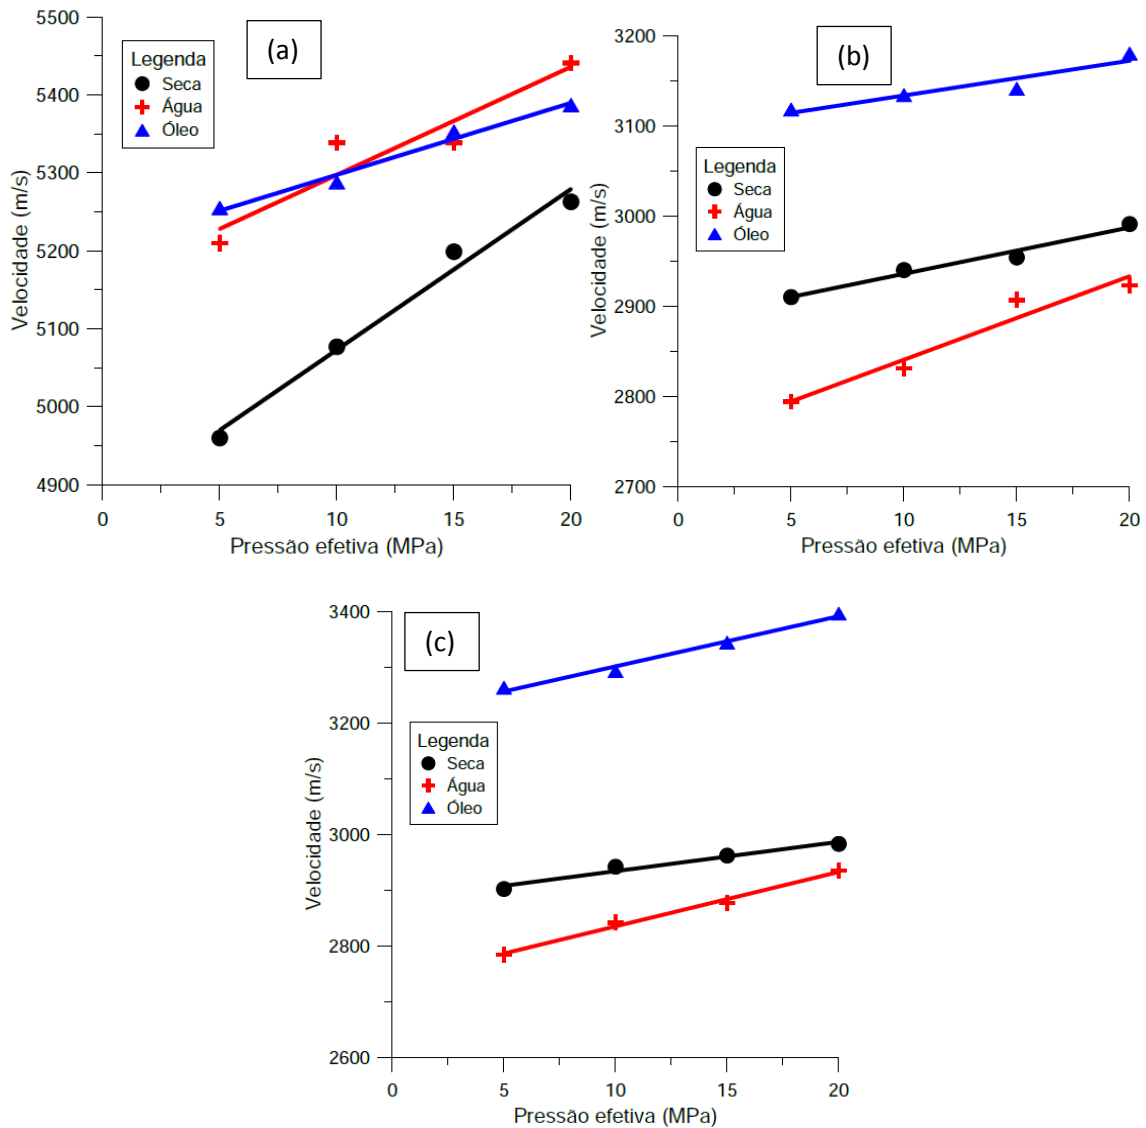 (a)
5500
5400
5300
5200
5100
5000
4900
Velocidade (m/s)
Legenda
Seca
Água
Óleo
0 5 10 15 20
Pressão efetiva (MPa)
(b)
3200
3100
3000
2900
2800
2700
Velocidade (m/s)
Legenda
Seca
Água
Óleo
0 5 10 15 20
Pressão efetiva (MPa)
(c)
3400
3200
3000
2800
2600
Velocidade (m/s)
Legenda
Seca
Água
Óleo
0 5 10 15 20
Pressão efetiva (MPa)